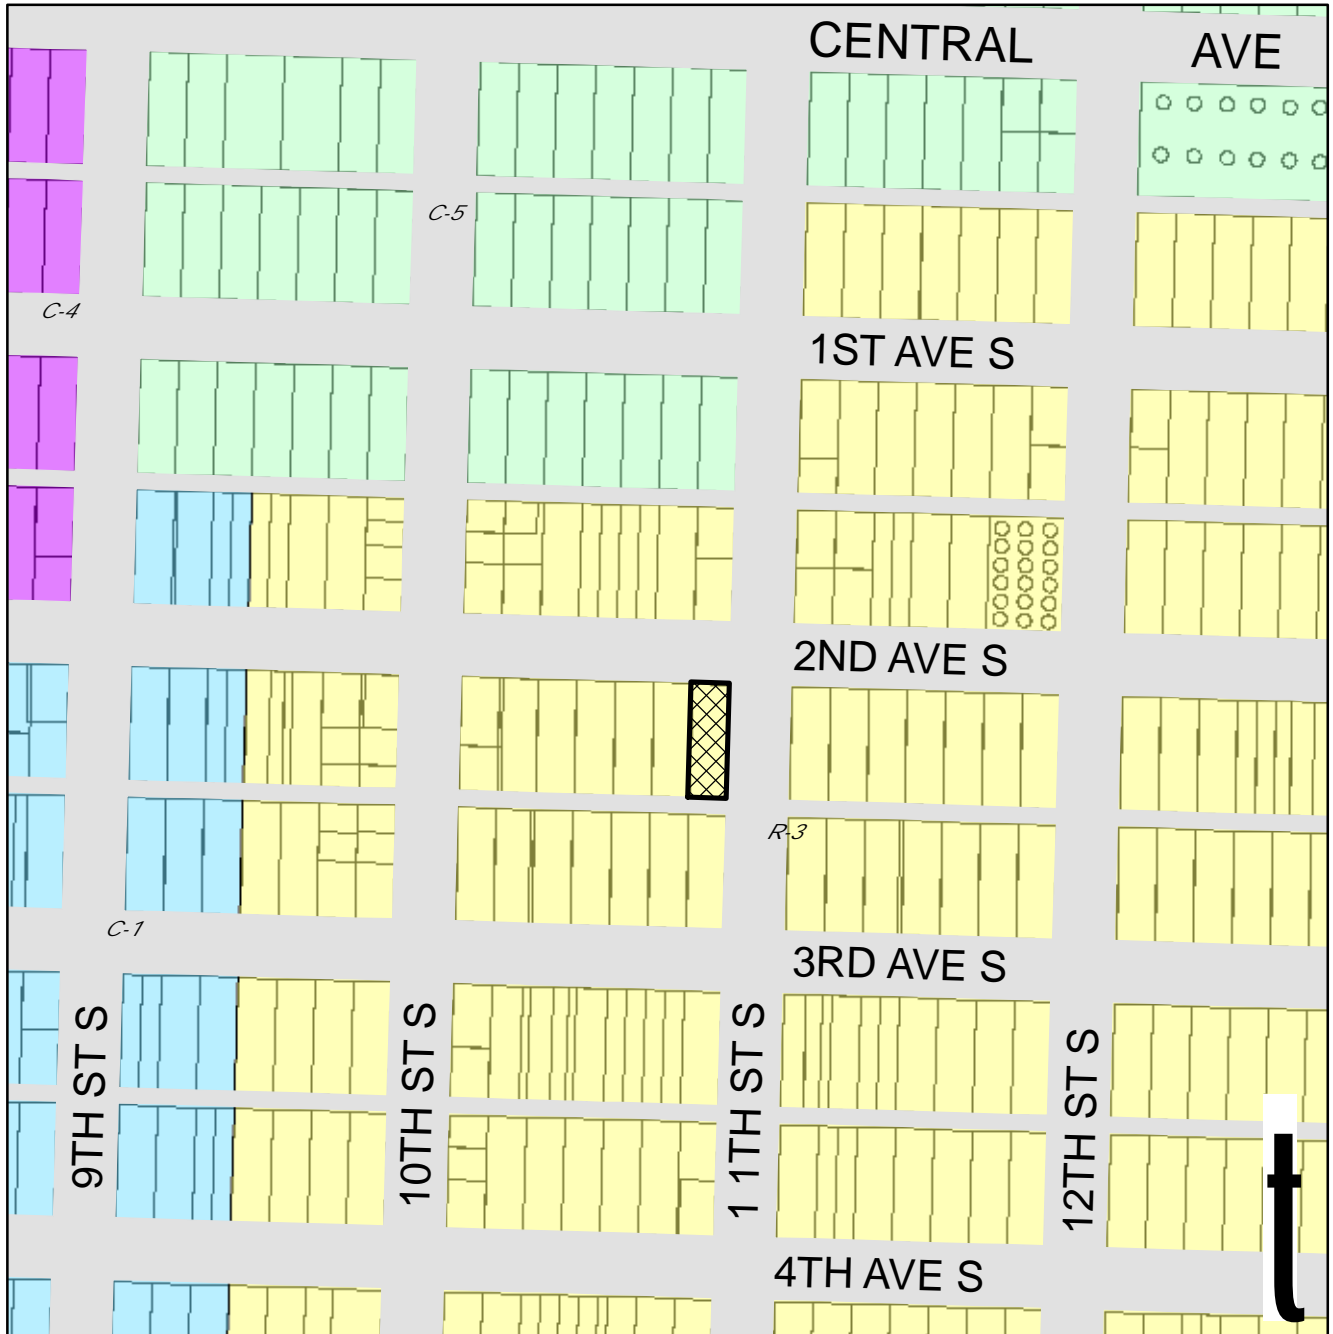 CENTRAL AVE
C-5
C-4
1ST AVE S
2ND AVE S
R-3
C-1
3RD AVE S
9TH ST S
10TH ST S
1 1TH ST S
12TH ST S
t
4TH AVE S